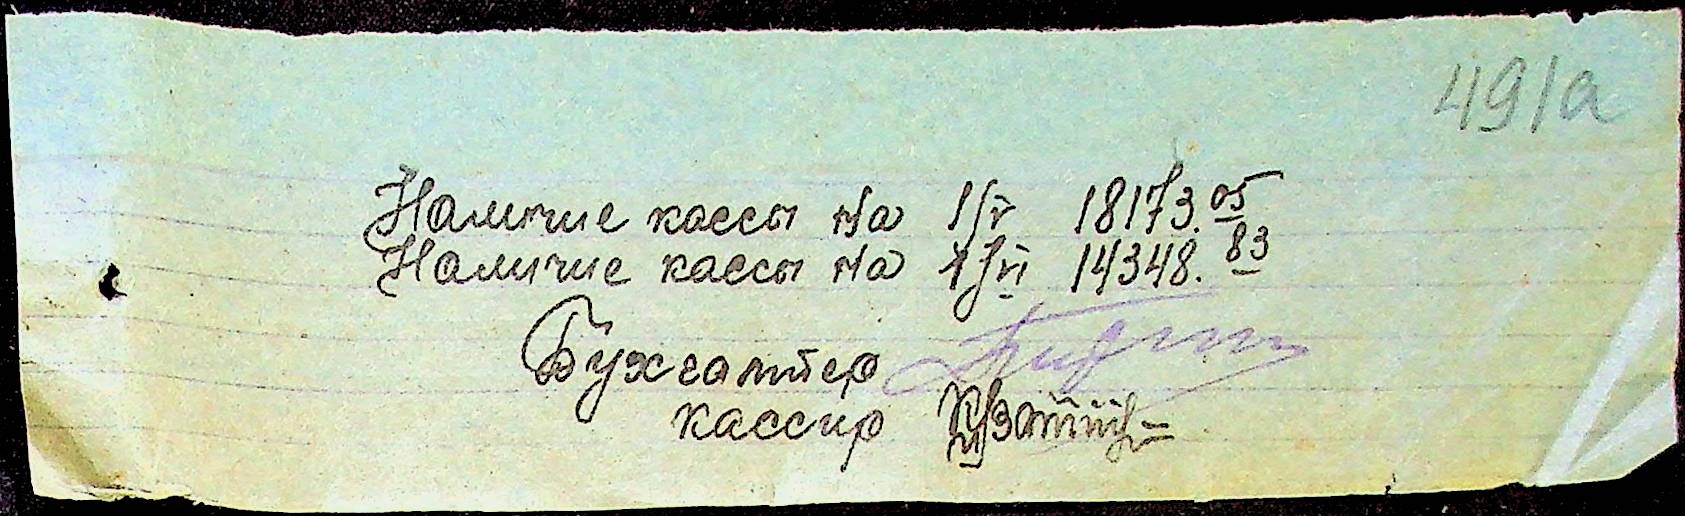 491а
Наличие кассы на 1/V 18173.05
Наличие кассы на 1/VI 14348.83
Бухгалтер
кассир